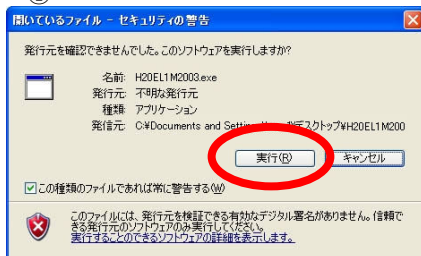 開いているファイル - セキュリティの警告
発行元を確認できませんでした。このソフトウェアを実行しますか?
名前: H20EL1M2003.exe
発行元: 不明な発行元
種類: アプリケーション
発信元: C:¥Documents and Setti デスクトップ¥H20EL1M200
実行(R)
キャンセル
この種類のファイルであれば常に警告する(W)
このファイルには、発行元を検証できる有効なデジタル署名がありません。信頼で
きる発行元のソフトウェアのみ実行してください。
実行することのできるソフトウェアの詳細を表示します。